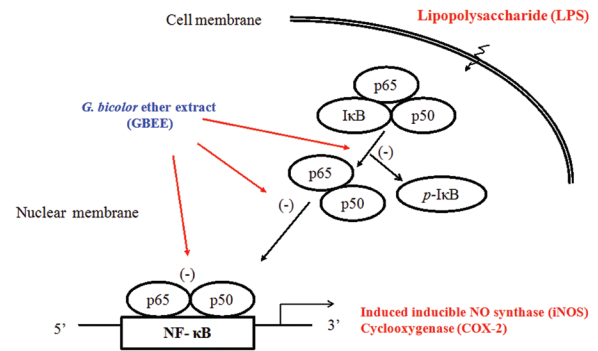 Cell membrane
Lipopolysaccharide (LPS)
p65
IκB
p50
G. bicolor ether extract
(GBEE)
(-)
p65
p-IκB
(-)
p50
Nuclear membrane
(-)
p65
p50
5’
NF- κB
3’
Induced inducible NO synthase (iNOS)
Cyclooxygenase (COX-2)